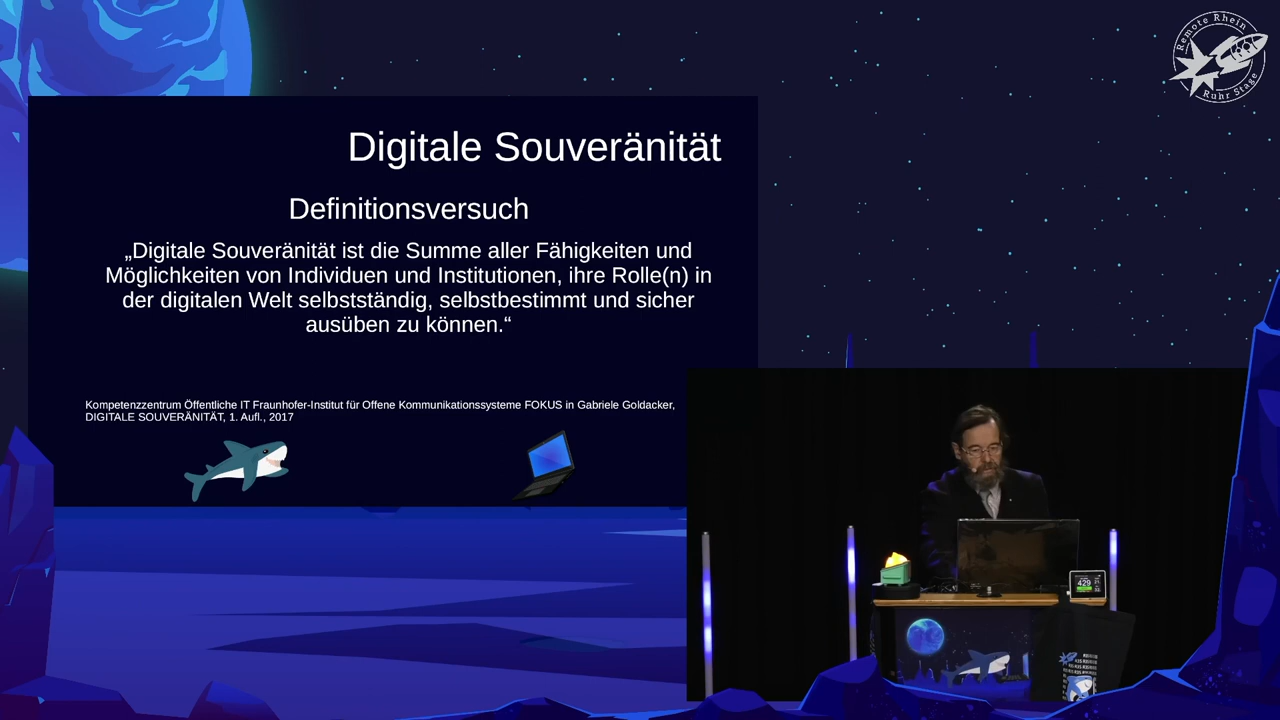 Remote Rhein
Ruhr Stage
Digitale Souveränität
Definitionsversuch
„Digitale Souveränität ist die Summe aller Fähigkeiten und
Möglichkeiten von Individuen und Institutionen, ihre Rolle(n) in
der digitalen Welt selbstständig, selbstbestimmt und sicher
ausüben zu können.“
Kompetenzzentrum Öffentliche IT Fraunhofer-Institut für Offene Kommunikationssysteme FOKUS in Gabriele Goldacker,
DIGITALE SOUVERÄNITÄT, 1. Aufl., 2017
429